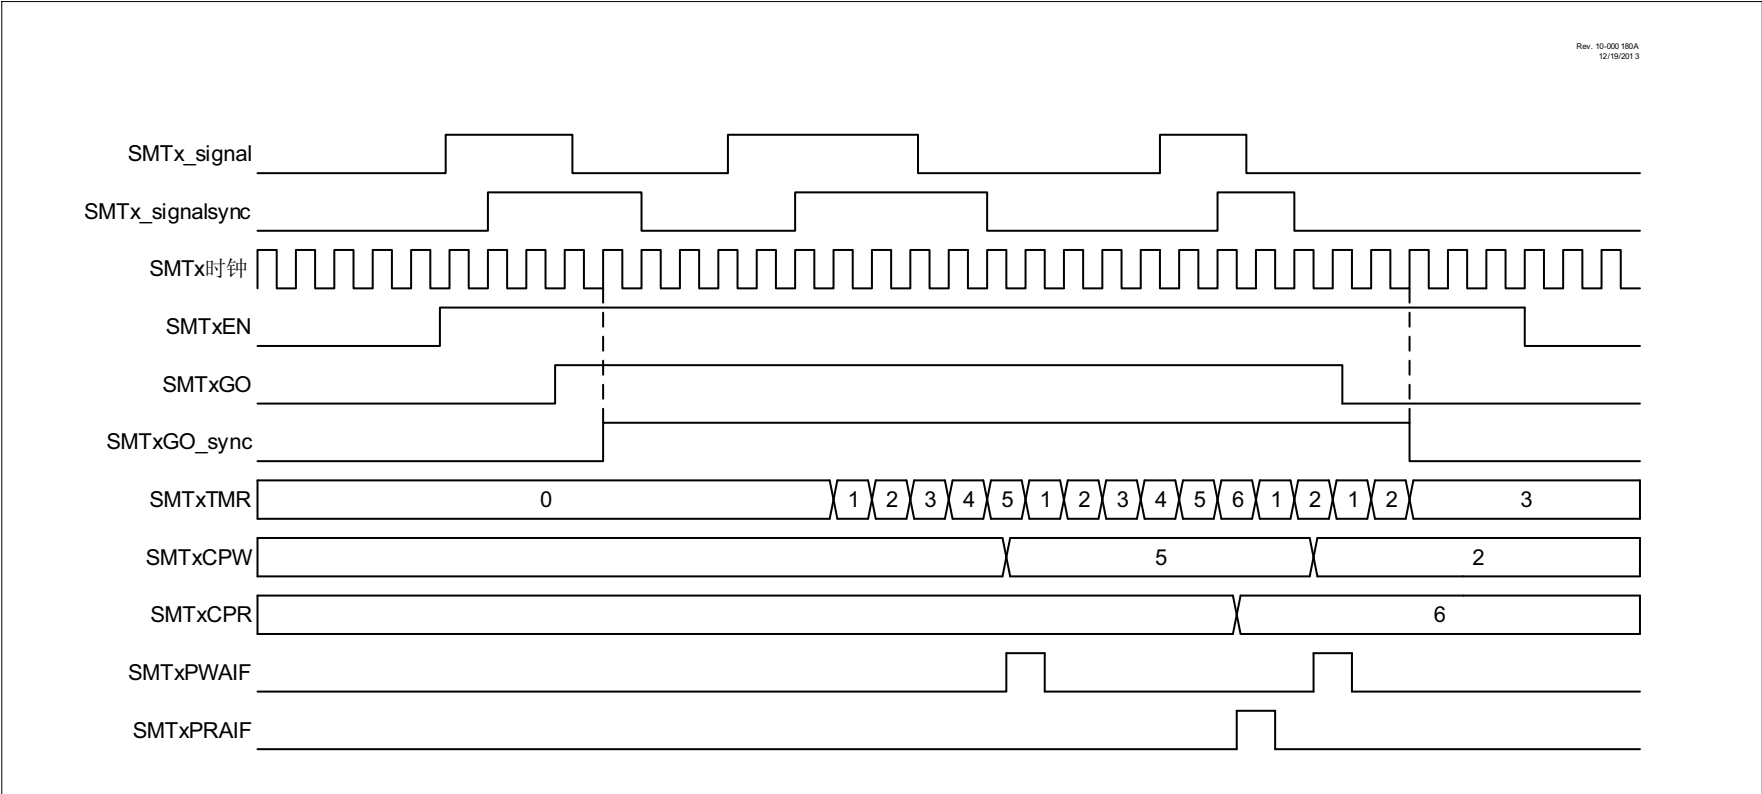 Rev. 10-000 180A
12/19/2013
SMTx_signal
SMTx_signalsync
SMTx时钟
SMTxEN
SMTxGO
SMTxGO_sync
SMTxTMR 0 1 2 3 4 5 1 2 3 4 5 6 1 2 1 2 3
SMTxCPW 5 2
SMTxCPR 6
SMTxPWAIF
SMTxPRAIF